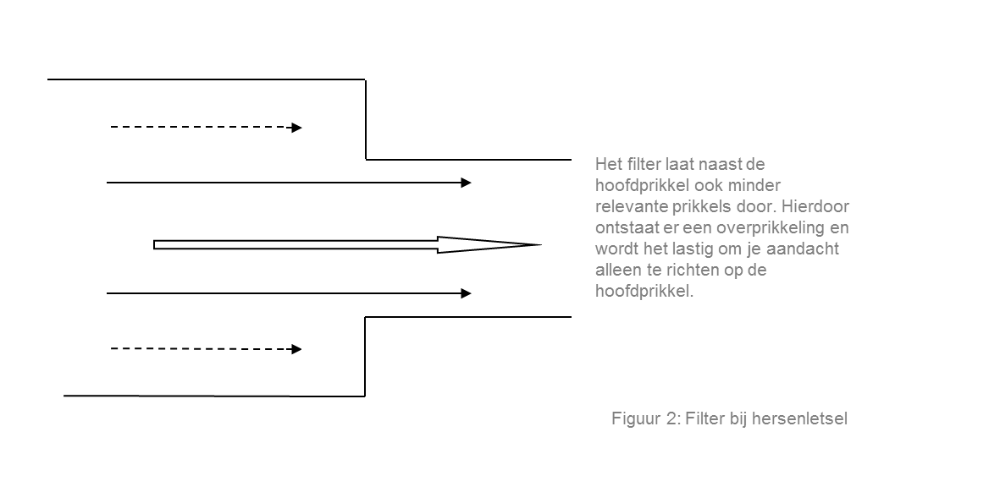 Het filter laat naast de
hoofdprikkel ook minder
relevante prikkels door. Hierdoor
ontstaat er een overprikkeling en
wordt het lastig om je aandacht
alleen te richten op de
hoofdprikkel.
Figuur 2: Filter bij hersenletsel